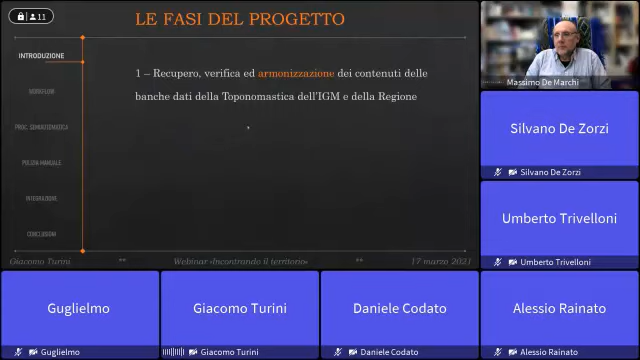 11
LE FASI DEL PROGETTO
INTRODUZIONE
WORKFLOW
PROC. SEMIAUTOMATICA
PULIZIA MANUALE
INTEGRAZIONE
CONCLUSIONI
1 – Recupero, verifica ed armonizzazione dei contenuti delle
banche dati della Toponomastica dell'IGM e della Regione
Giacomo Turini
Webinar «Incontrando il territorio»
17 marzo 2021
Massimo De Marchi
Silvano De Zorzi
Silvano De Zorzi
Umberto Trivelloni
Umberto Trivelloni
Guglielmo
Guglielmo
Giacomo Turini
Giacomo Turini
Daniele Codato
Daniele Codato
Alessio Rainato
Alessio Rainato